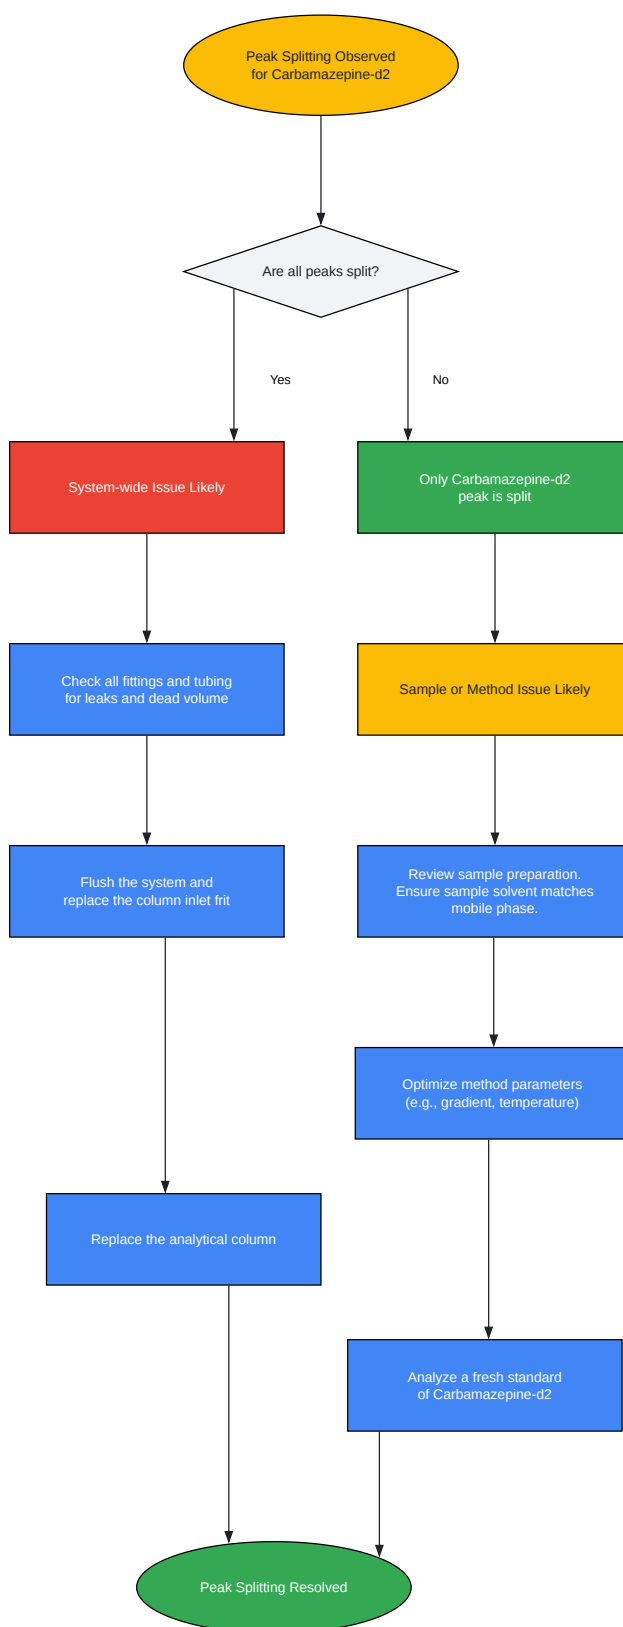 Peak Splitting Observed
for Carbamazepine-d2
Are all peaks split?
Yes
No
System-wide Issue Likely
Only Carbamazepine-d2
peak is split
Check all fittings and tubing
for leaks and dead volume
Sample or Method Issue Likely
Flush the system and
replace the column inlet frit
Review sample preparation.
Ensure sample solvent matches
mobile phase.
Optimize method parameters
(e.g., gradient, temperature)
Replace the analytical column
Analyze a fresh standard
of Carbamazepine-d2
Peak Splitting Resolved